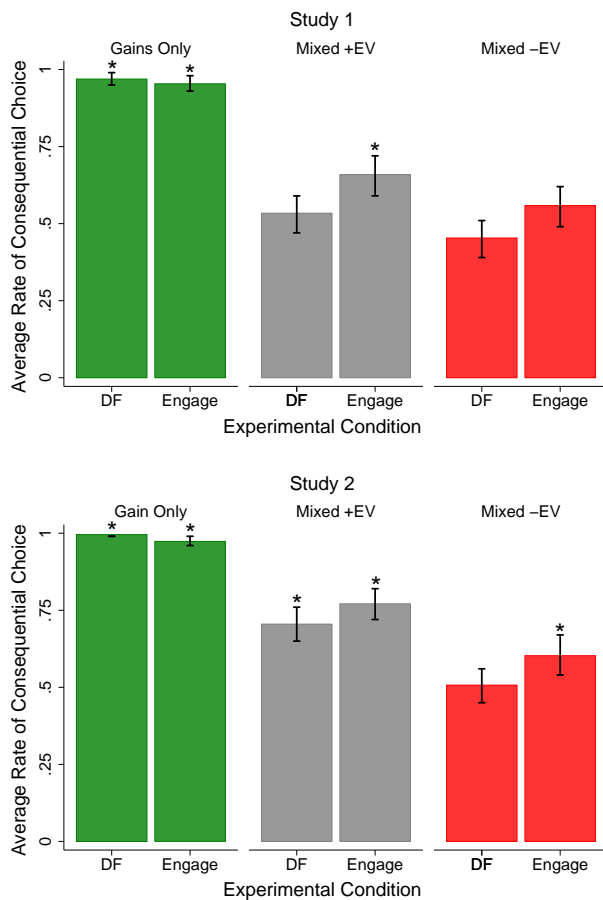 Study 1
Gains Only Mixed +EV Mixed −EV
Average Rate of Consequential Choice
1
.75
.5
.25
0
* * *
DF Engage DF Engage DF Engage
Experimental Condition
Study 2
Gain Only Mixed +EV Mixed −EV
Average Rate of Consequential Choice
1
.75
.5
.25
0
* * * * *
DF Engage DF Engage DF Engage
Experimental Condition